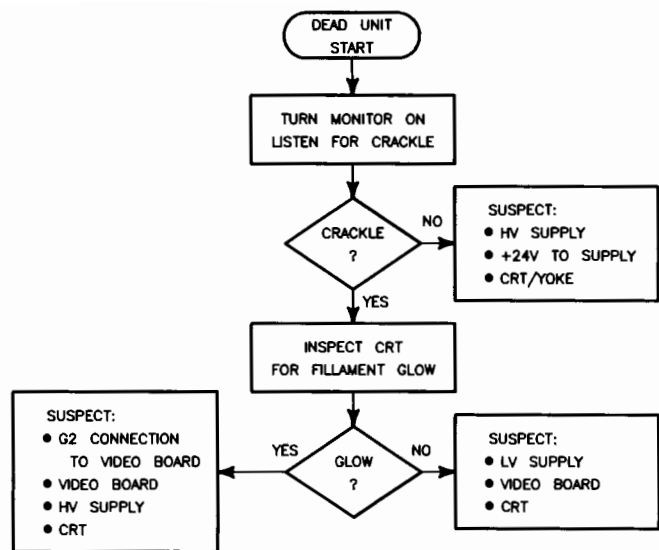 DEAD UNIT
START
TURN MONITOR ON
LISTEN FOR CRACKLE
CRACKLE
?
NO
YES
SUSPECT:
● HV SUPPLY
● +24V TO SUPPLY
● CRT/YOKE
INSPECT CRT
FOR FILLAMENT GLOW
GLOW
?
YES
NO
SUSPECT:
● G2 CONNECTION
TO VIDEO BOARD
● VIDEO BOARD
● HV SUPPLY
● CRT
SUSPECT:
● LV SUPPLY
● VIDEO BOARD
● CRT